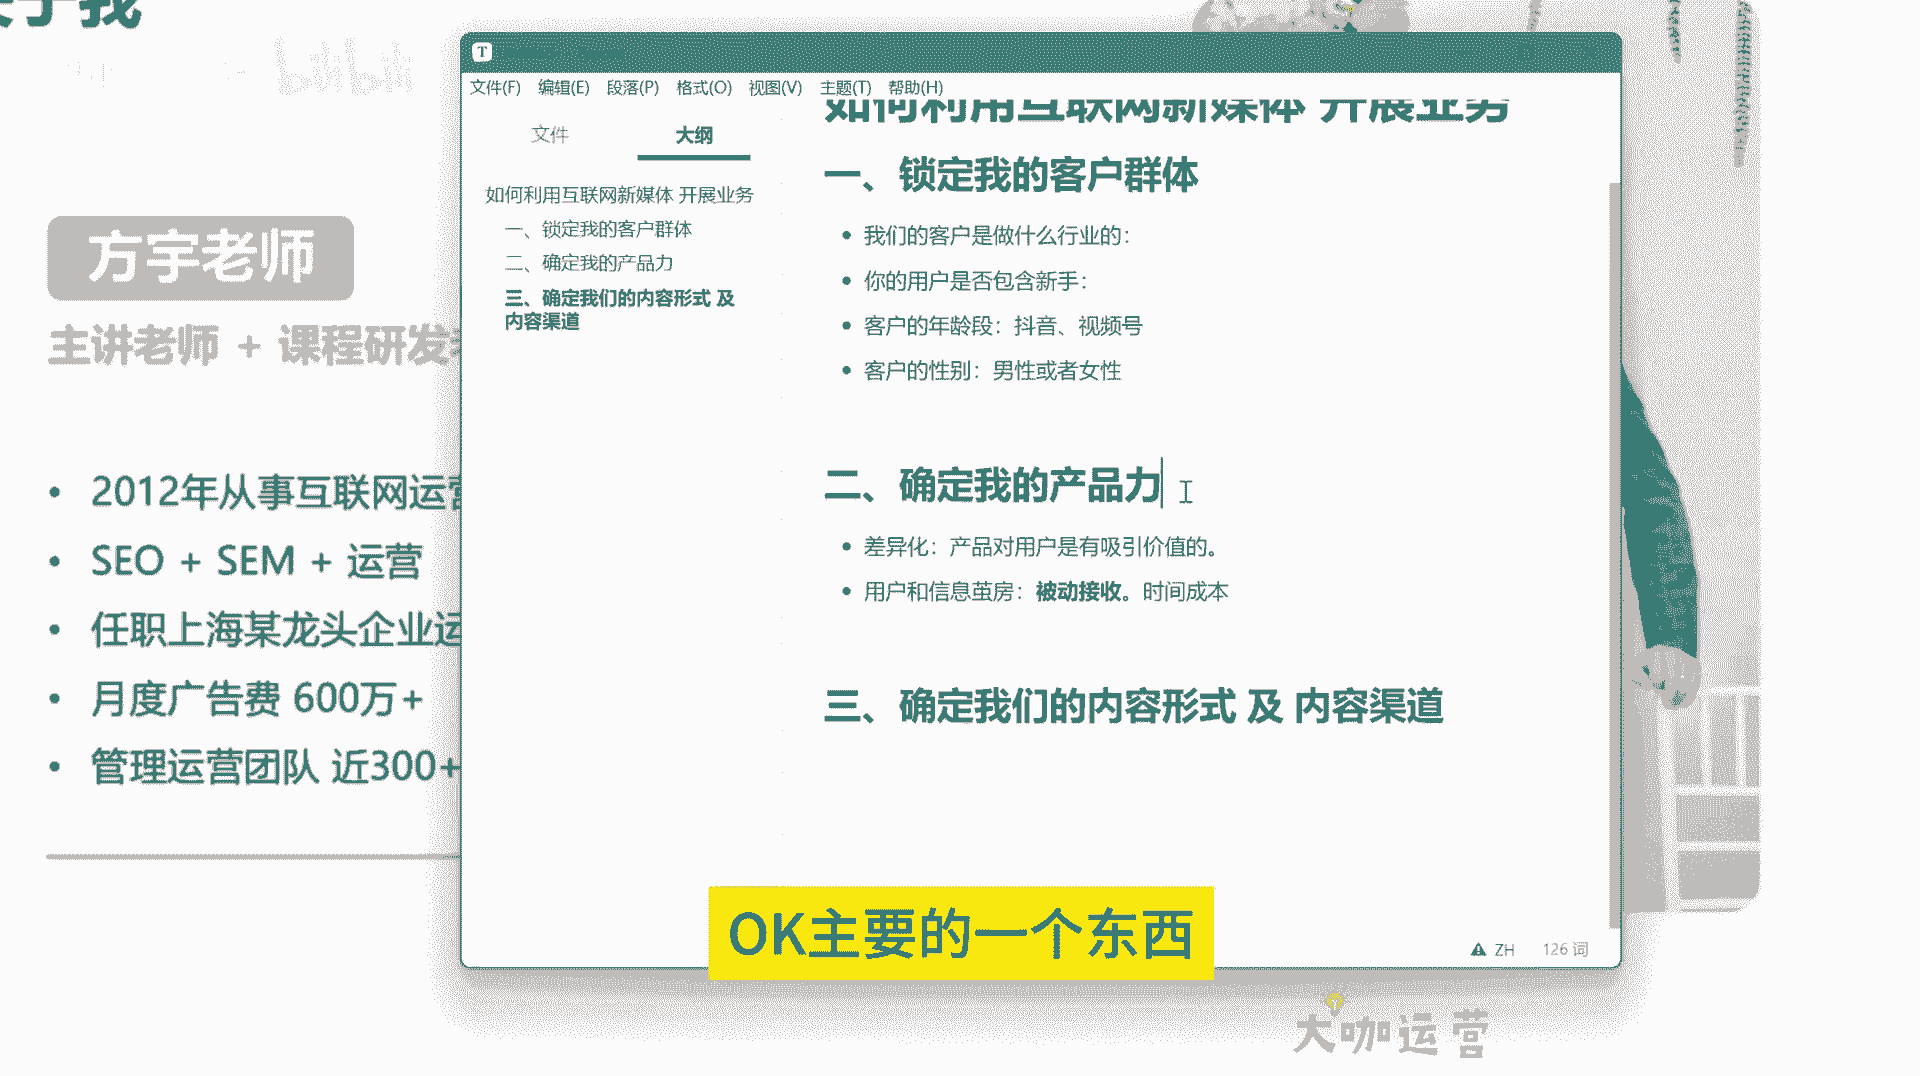 关于我
bilibili
方宇老师
主讲老师 + 课程研发
2012年从事互联网运营
SEO + SEM + 运营
任职上海某龙头企业运
月度广告费 600万+
管理运营团队 近300+
T
文件(F) 编辑(E) 段落(P) 格式(O) 视图(V) 主题(T) 帮助(H)
文件 大纲
如何利用互联网新媒体 开展业务
一、锁定我的客户群体
二、确定我的产品力
三、确定我们的内容形式 及
内容渠道
如何利用互联网新媒体 开展业务
一、锁定我的客户群体
我们的客户是做什么行业的：
你的用户是否包含新手：
客户的年龄段：抖音、视频号
客户的性别：男性或者女性
二、确定我的产品力
差异化：产品对用户是有吸引价值的。
用户和信息茧房：被动接收。时间成本
三、确定我们的内容形式 及 内容渠道
ZH 126 词
OK主要的一个东西
大咖运营